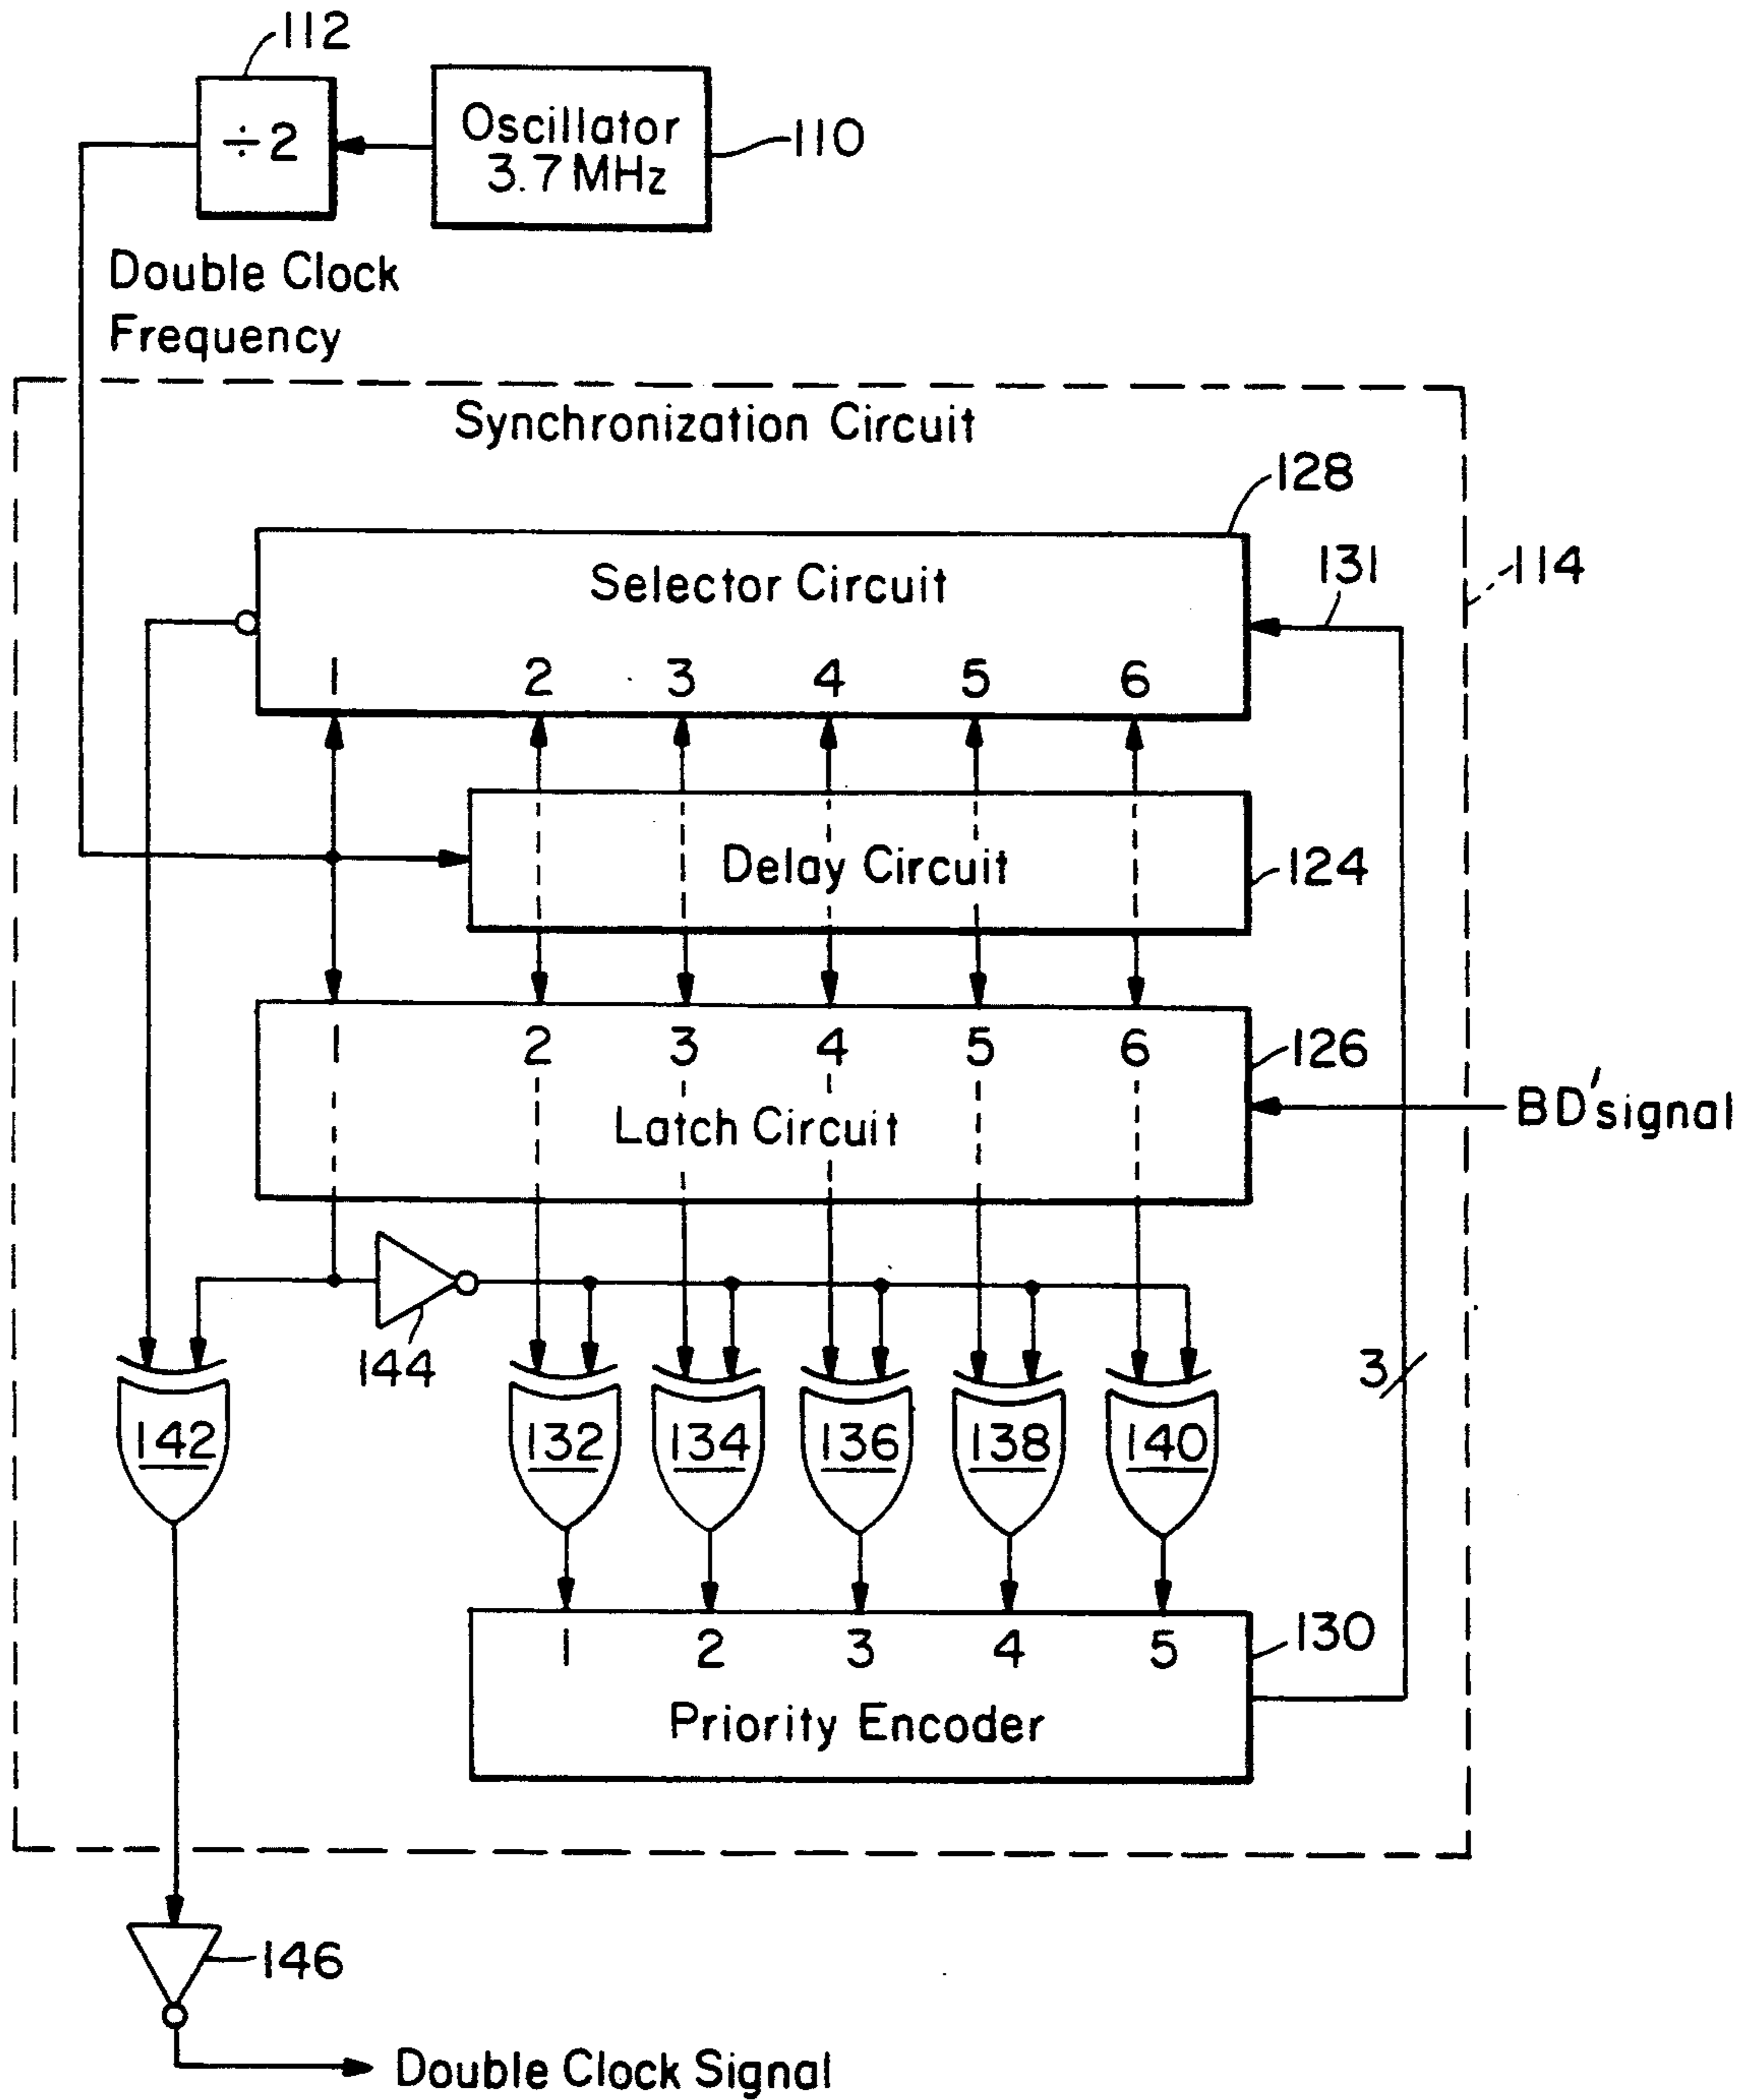 112
÷2
Oscillator
3.7 MHz
110
Double Clock
Frequency
Synchronization Circuit
128
Selector Circuit
131
114
1 2 3 4 5 6
Delay Circuit
124
1 2 3 4 5 6
126
Latch Circuit
BD'signal
144
3
142 132 134 136 138 140
1 2 3 4 5
130
Priority Encoder
146
Double Clock Signal